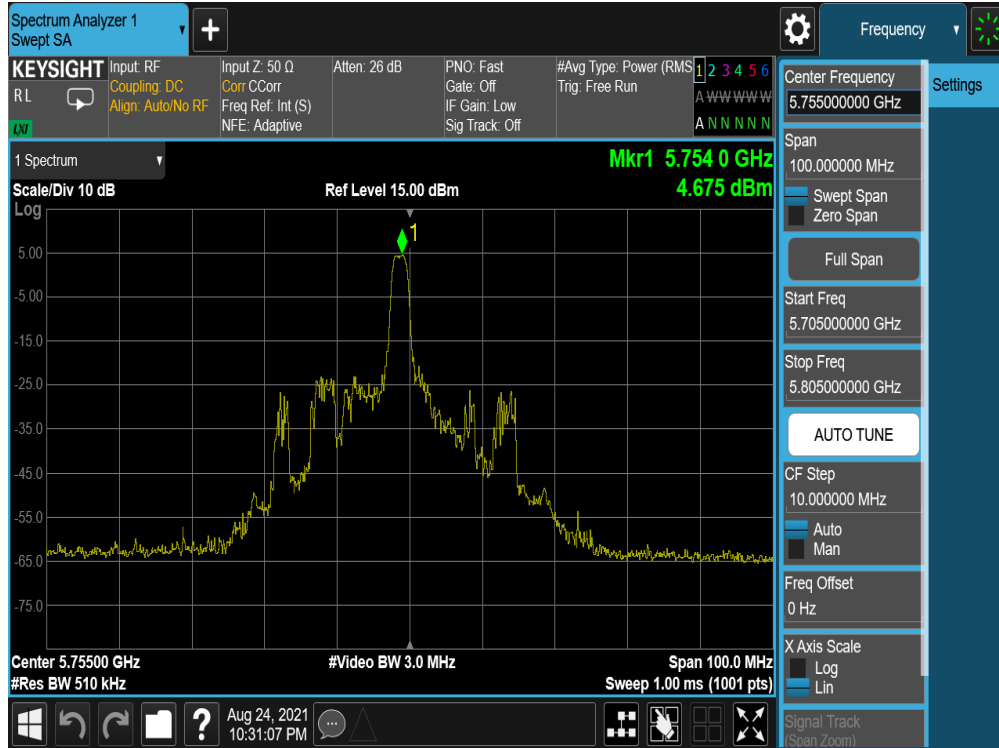 Spectrum Analyzer 1
Swept SA
+
Frequency
KEYSIGHT
RL
LXI
Input: RF
Coupling: DC
Align: Auto/No RF
Input Z: 50 Ω
Corr CCorr
Freq Ref: Int (S)
NFE: Adaptive
Atten: 26 dB
PNO: Fast
Gate: Off
IF Gain: Low
Sig Track: Off
#Avg Type: Power (RMS
Trig: Free Run
1 2 3 4 5 6
A W W W W W
A N N N N N
1 Spectrum
Scale/Div 10 dB
Log
Ref Level 15.00 dBm
Mkr1 5.754 0 GHz
4.675 dBm
1
5.00
-5.00
-15.0
-25.0
-35.0
-45.0
-55.0
-65.0
-75.0
Center 5.75500 GHz
#Res BW 510 kHz
#Video BW 3.0 MHz
Span 100.0 MHz
Sweep 1.00 ms (1001 pts)
Center Frequency
5.755000000 GHz
Settings
Span
100.000000 MHz
Swept Span
Zero Span
Full Span
Start Freq
5.705000000 GHz
Stop Freq
5.805000000 GHz
AUTO TUNE
CF Step
10.000000 MHz
Auto
Man
Freq Offset
0 Hz
X Axis Scale
Log
Lin
Signal Track
(Span Zoom)
?
Aug 24, 2021
10:31:07 PM